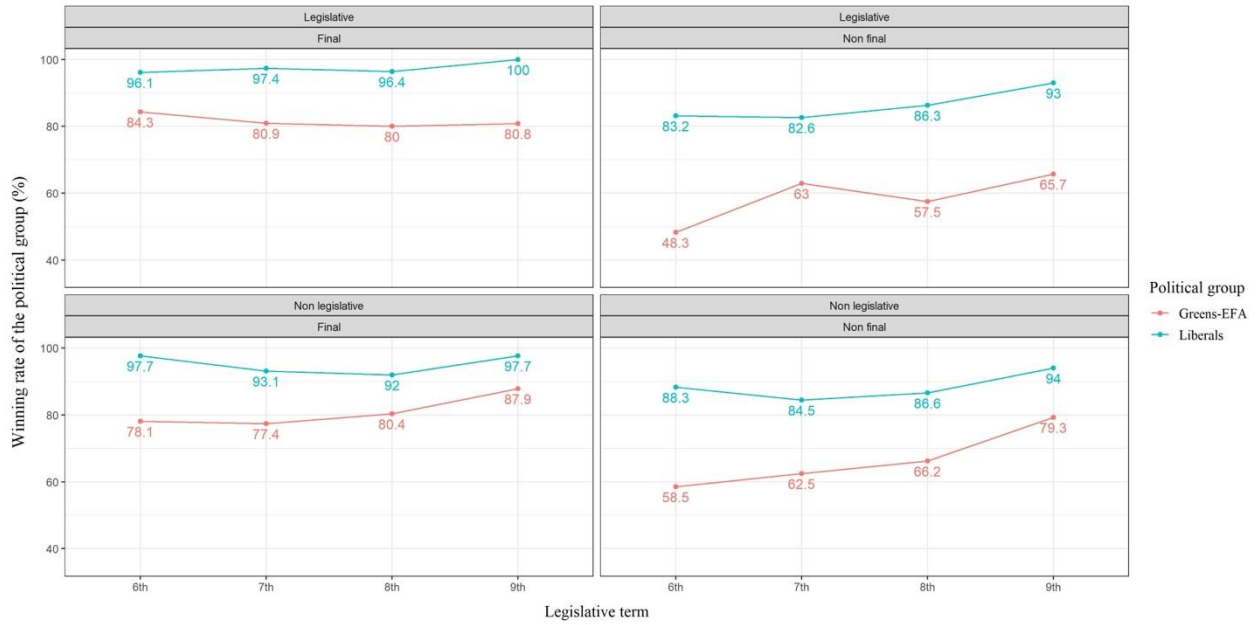 Legislative
Final
Legislative
Non final
100
80
60
40
96.1
97.4
96.4
100
84.3
80.9
80
80.8
83.2
82.6
86.3
93
48.3
63
57.5
65.7
Winning rate of the political group (%)
Political group
Greens-EFA
Liberals
Non legislative
Final
Non legislative
Non final
100
80
60
40
97.7
93.1
92
97.7
78.1
77.4
80.4
87.9
88.3
84.5
86.6
94
58.5
62.5
66.2
79.3
6th 7th 8th 9th
6th 7th 8th 9th
Legislative term